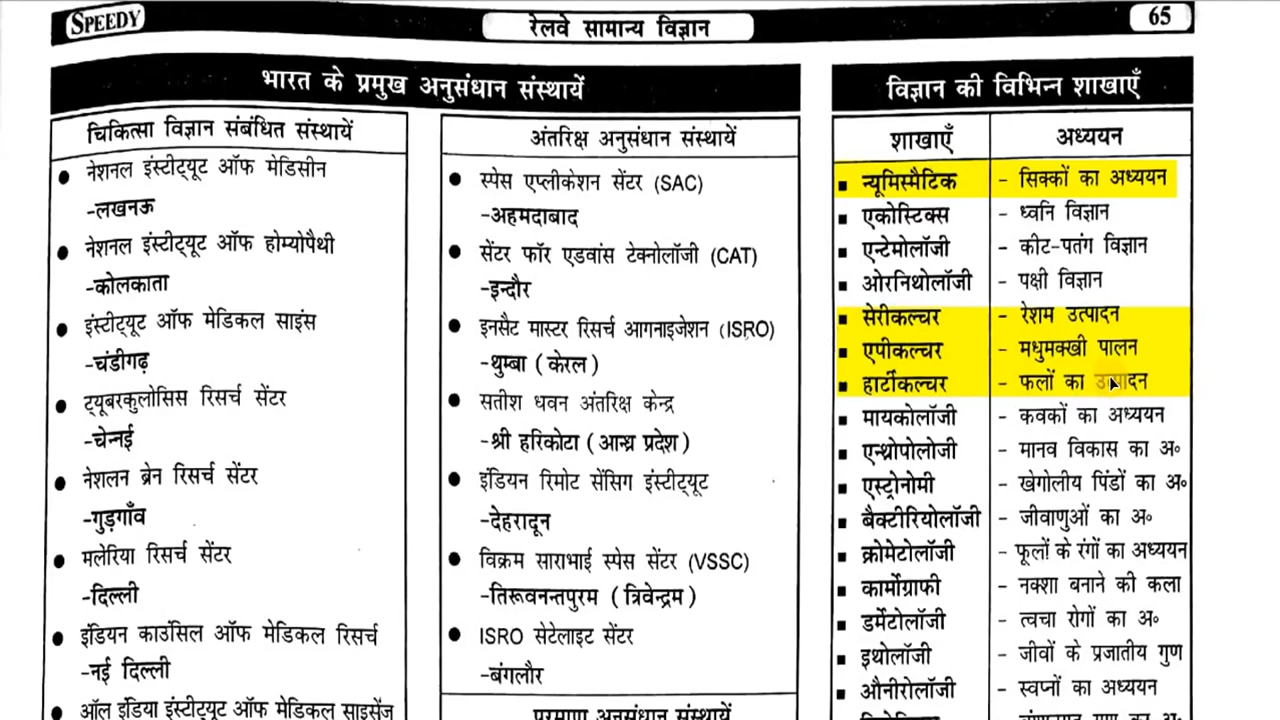 SPEEDY
रेलवे सामान्य विज्ञान
65
भारत के प्रमुख अनुसंधान संस्थायें
चिकित्सा विज्ञान संबंधित संस्थायें
● नेशनल इंस्टीट्यूट ऑफ मेडिसीन
-लखनऊ
● नेशनल इंस्टीट्यूट ऑफ होम्योपैथी
-कोलकाता
● इंस्टीट्यूट ऑफ मेडिकल साइंस
-चंडीगढ़
● ट्यूबरकुलोसिस रिसर्च सेंटर
-चेन्नई
● नेशलन ब्रेन रिसर्च सेंटर
-गुड़गाँव
● मलेरिया रिसर्च सेंटर
-दिल्ली
● इंडियन काउंसिल ऑफ मेडिकल रिसर्च
-नई दिल्ली
● ऑल इंडिया इंस्टीट्यूट ऑफ मेडिकल साइसेंज
अंतरिक्ष अनुसंधान संस्थायें
● स्पेस एप्लीकेशन सेंटर (SAC)
-अहमदाबाद
● सेंटर फॉर एडवांस टेक्नोलॉजी (CAT)
-इन्दौर
● इनसैट मास्टर रिसर्च आगनाइजेशन (ISRO)
-थुम्बा (केरल)
● सतीश धवन अंतरिक्ष केन्द्र
-श्री हरिकोटा (आन्ध्र प्रदेश)
● इंडियन रिमोट सेंसिग इंस्टीट्यूट
-देहरादून
● विक्रम साराभाई स्पेस सेंटर (VSSC)
-तिरूवनन्तपुरम (त्रिवेन्द्रम)
● ISRO सेटेलाइट सेंटर
-बंगलौर
परमाणु अनुसंधान संस्थायें
विज्ञान की विभिन्न शाखाएँ
शाखाएँ अध्ययन
▪ न्यूमिस्मैटिक - सिक्कों का अध्ययन
▪ एकोस्टिक्स - ध्वनि विज्ञान
▪ एन्टेमोलॉजी - कीट-पतंग विज्ञान
▪ ओरनिथोलॉजी - पक्षी विज्ञान
▪ सेरीकल्चर - रेशम उत्पादन
▪ एपीकल्चर - मधुमक्खी पालन
▪ हार्टीकल्चर - फलों का उत्पादन
▪ मायकोलॉजी - कवकों का अध्ययन
▪ एन्थ्रोपोलोजी - मानव विकास का अ॰
▪ एस्ट्रोनोमी - खेगोलीय पिंडों का अ॰
▪ बैक्टीरियोलॉजी - जीवाणुओं का अ॰
▪ क्रोमेटोलॉजी - फूलों के रंगों का अध्ययन
▪ कार्मोग्राफी - नक्शा बनाने की कला
▪ डर्मेटोलॉजी - त्वचा रोगों का अ॰
▪ इथोलॉजी - जीवों के प्रजातीय गुण
▪ औनीरोलॉजी - स्वप्नों का अध्ययन